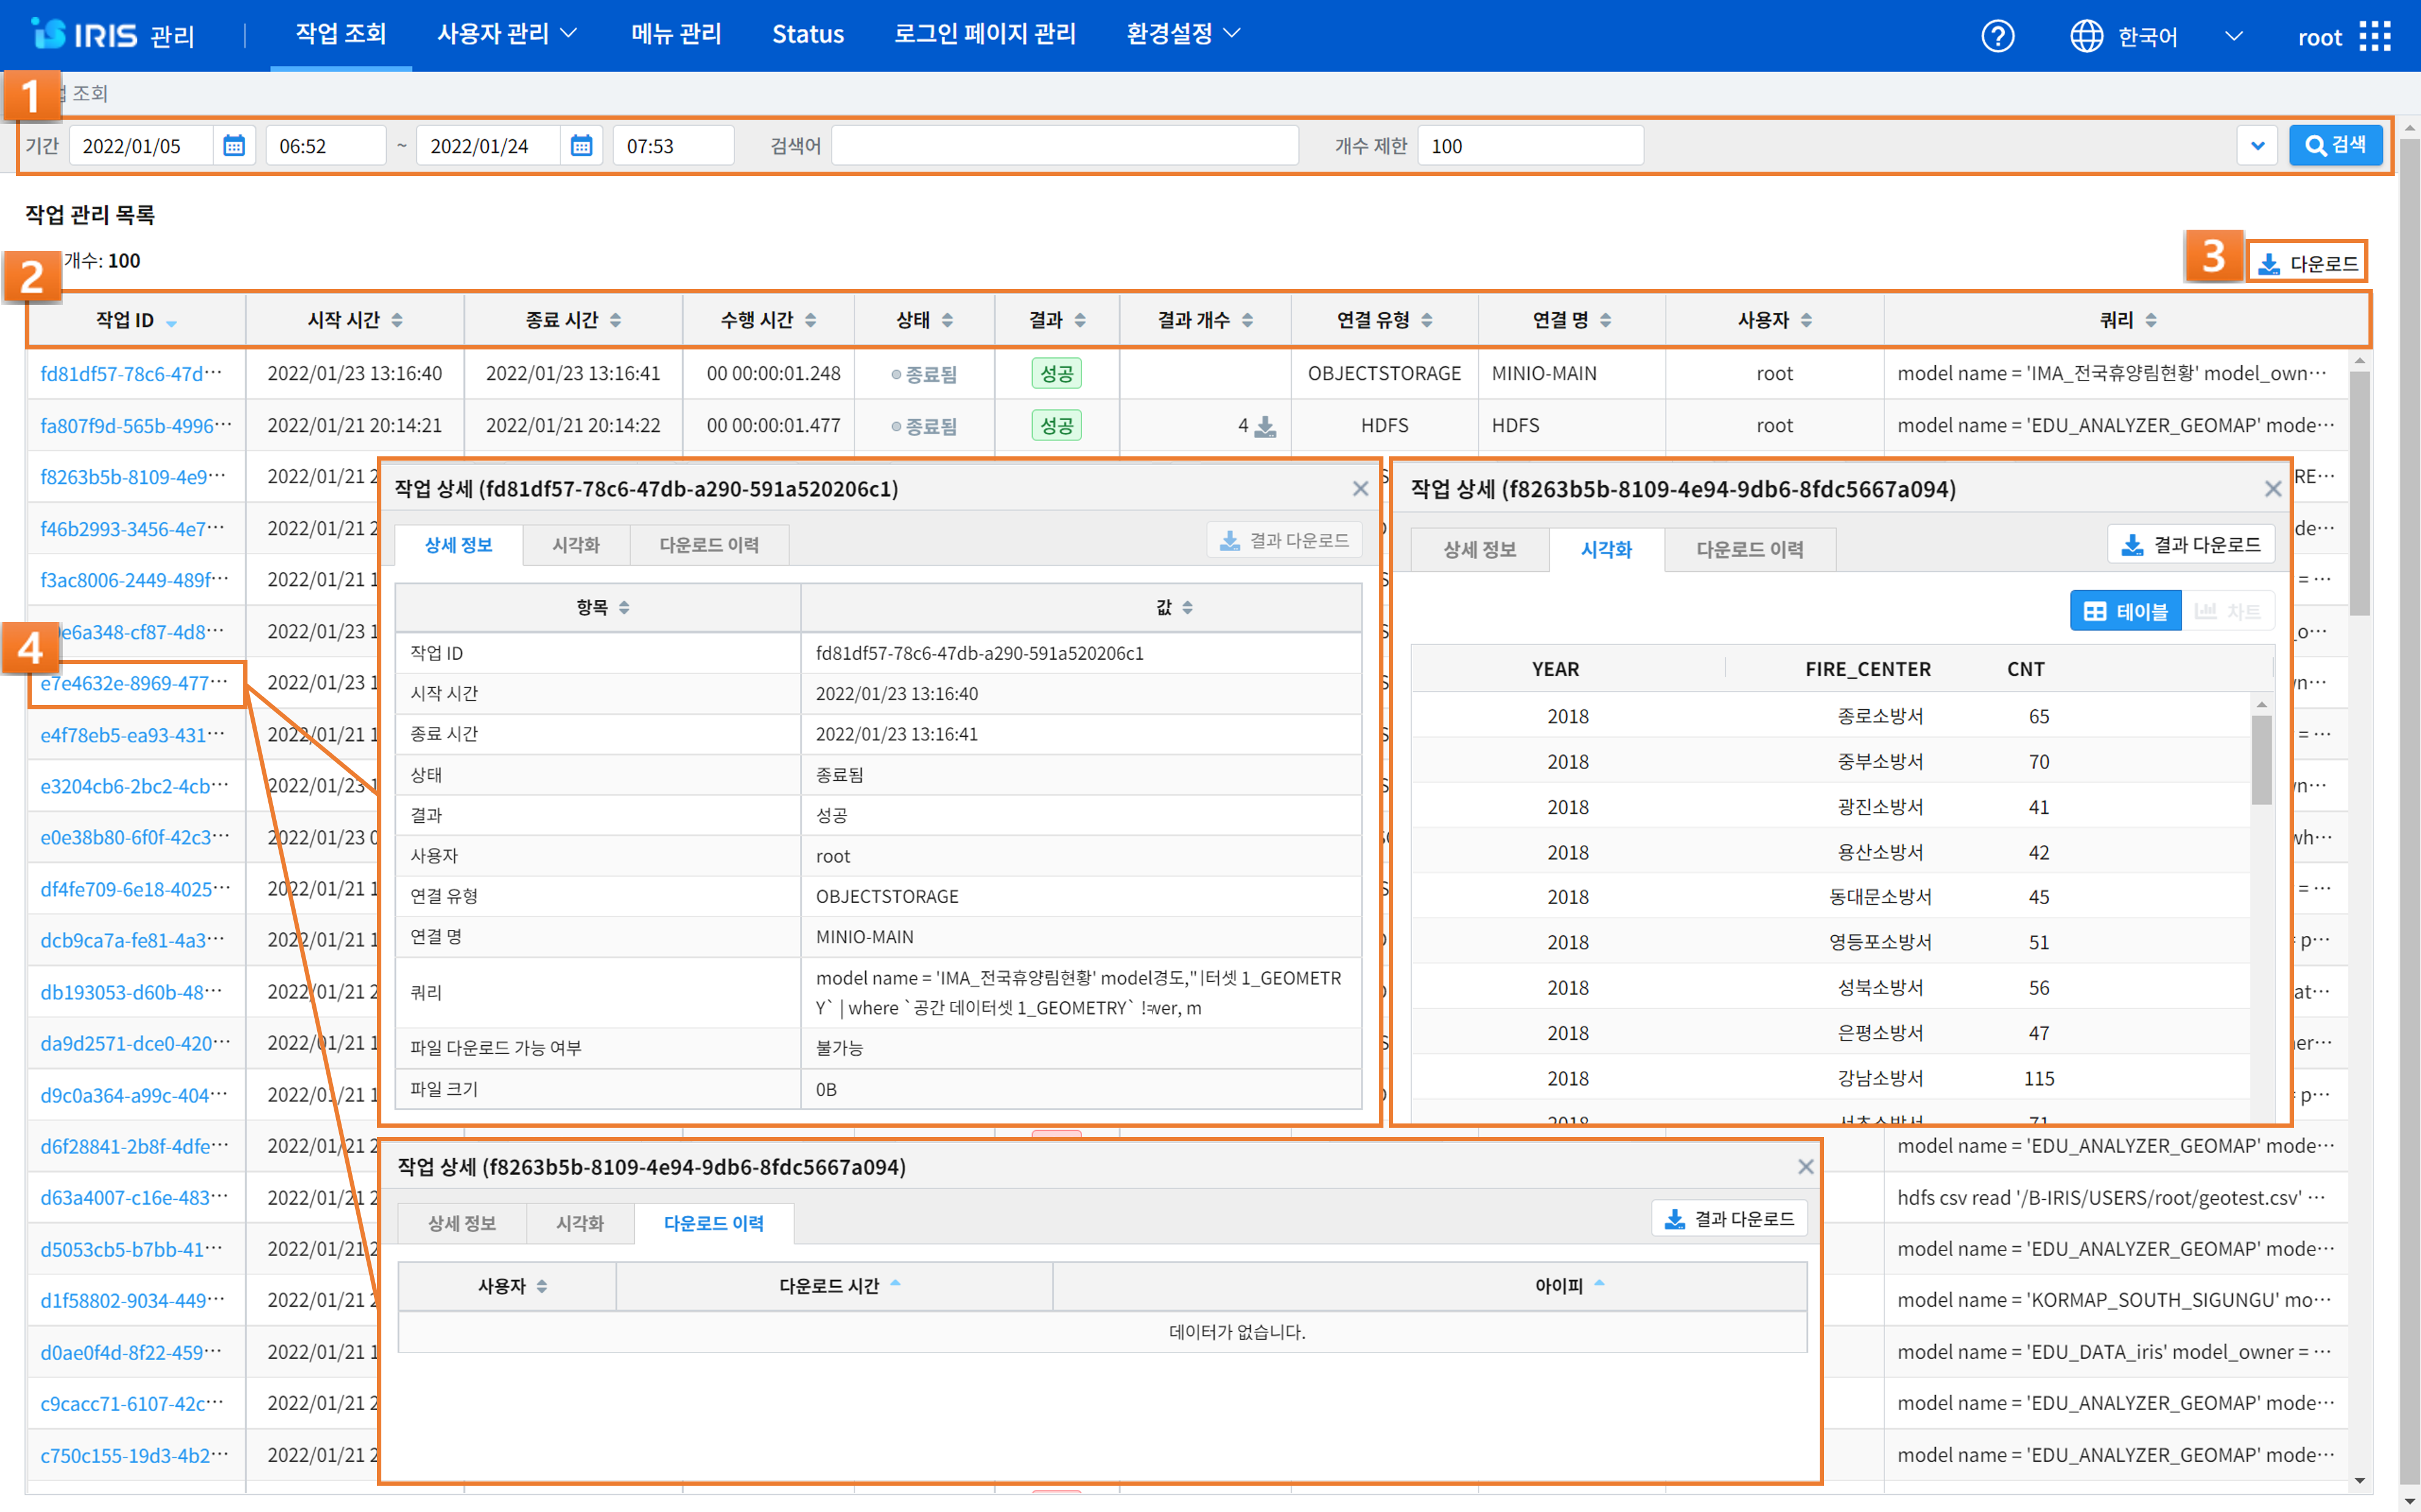 IRIS 관리 작업 조회 사용자 관리 메뉴 관리 Status 로그인 페이지 관리 환경설정 한국어 root
1 조회
기간 2022/01/05 06:52 ~ 2022/01/24 07:53 검색어 개수 제한 100 검색
작업 관리 목록
2 개수: 100 3 다운로드
작업 ID 시작 시간 종료 시간 수행 시간 상태 결과 결과 개수 연결 유형 연결 명 사용자 쿼리
fd81df57-78c6-47d··· 2022/01/23 13:16:40 2022/01/23 13:16:41 00 00:00:01.248 종료됨 성공 OBJECTSTORAGE MINIO-MAIN root model name = 'IMA_전국휴양림현황' model_own···
fa807f9d-565b-4996··· 2022/01/21 20:14:21 2022/01/21 20:14:22 00 00:00:01.477 종료됨 성공 4 HDFS HDFS root model name = 'EDU_ANALYZER_GEOMAP' mode···
f8263b5b-8109-4e9··· 2022/01/21 2 RE···
f46b2993-3456-4e7··· 2022/01/21 2 de···
f3ac8006-2449-489f··· 2022/01/21 1 = ···
e6a348-cf87-4d8··· 2022/01/23 1 _o···
4
e7e4632e-8969-477··· 2022/01/23 1
e4f78eb5-ea93-431··· 2022/01/21 1 = ···
e3204cb6-2bc2-4cb··· 2022/01/23 1
e0e38b80-6f0f-42c3··· 2022/01/23 0 wh···
df4fe709-6e18-4025··· 2022/01/21 1 = ···
dcb9ca7a-fe81-4a3··· 2022/01/21 1 p···
db193053-d60b-48··· 2022/01/21 2 at···
da9d2571-dce0-420··· 2022/01/21 1 er···
d9c0a364-a99c-404··· 2022/01/21 1 p···
d6f28841-2b8f-4dfe··· 2022/01/21 2 model name = 'EDU_ANALYZER_GEOMAP' mode···
d63a4007-c16e-483··· 2022/01/21 2 hdfs csv read '/B-IRIS/USERS/root/geotest.csv' ···
d5053cb5-b7bb-41··· 2022/01/21 2 model name = 'EDU_ANALYZER_GEOMAP' mode···
d1f58802-9034-449··· 2022/01/21 2 model name = 'KORMAP_SOUTH_SIGUNGU' mo···
d0ae0f4d-8f22-459··· 2022/01/21 1 model name = 'EDU_DATA_iris' model_owner = ···
c9cacc71-6107-42c··· 2022/01/21 2 model name = 'EDU_ANALYZER_GEOMAP' mode···
c750c155-19d3-4b2··· 2022/01/21 2 model name = 'EDU_ANALYZER_GEOMAP' mode···
작업 상세 (fd81df57-78c6-47db-a290-591a520206c1)
상세 정보 시각화 다운로드 이력 결과 다운로드
항목 값
작업 ID fd81df57-78c6-47db-a290-591a520206c1
시작 시간 2022/01/23 13:16:40
종료 시간 2022/01/23 13:16:41
상태 종료됨
결과 성공
사용자 root
연결 유형 OBJECTSTORAGE
연결 명 MINIO-MAIN
쿼리 model name = 'IMA_전국휴양림현황' model경도,"|터셋 1_GEOMETR
Y` | where `공간 데이터셋 1_GEOMETRY` !=wer, m
파일 다운로드 가능 여부 불가능
파일 크기 0B
작업 상세 (f8263b5b-8109-4e94-9db6-8fdc5667a094)
상세 정보 시각화 다운로드 이력 결과 다운로드
테이블 차트
YEAR FIRE_CENTER CNT
2018 종로소방서 65
2018 중부소방서 70
2018 광진소방서 41
2018 용산소방서 42
2018 동대문소방서 45
2018 영등포소방서 51
2018 성북소방서 56
2018 은평소방서 47
2018 강남소방서 115
2018 서초소방서 71
작업 상세 (f8263b5b-8109-4e94-9db6-8fdc5667a094)
상세 정보 시각화 다운로드 이력 결과 다운로드
사용자 다운로드 시간 아이피
데이터가 없습니다.